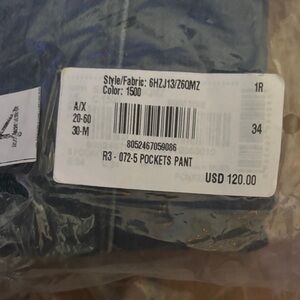 Style/Fabric: 6HZJ13/Z6QMZ
Color: 1500 1R
A/X
20-60
30-M 34
8052467059086
R3 - 072-5 POCKETS PANT
USD 120.00